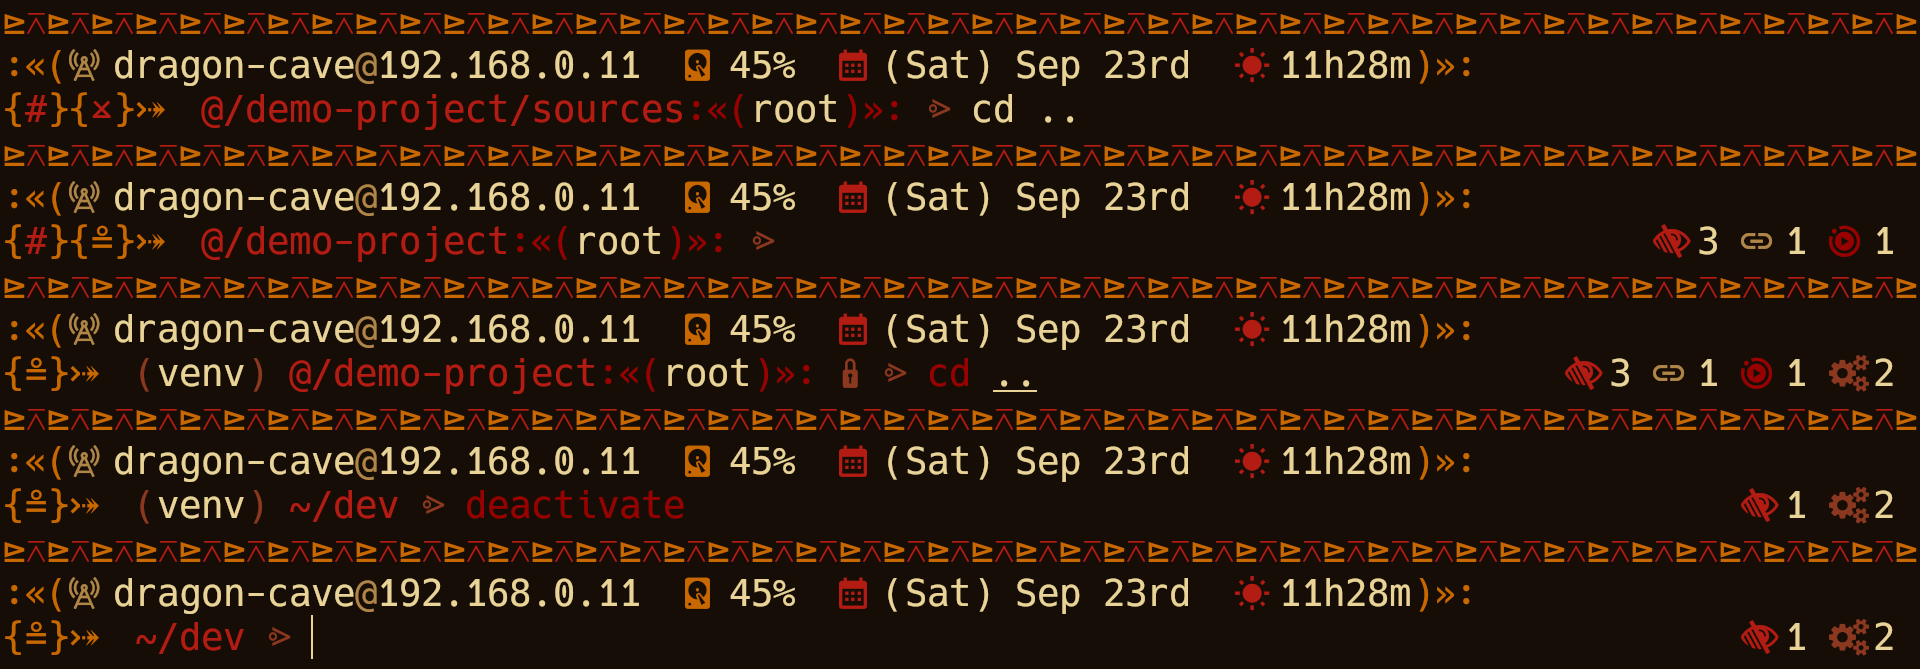 :«( dragon-cave@192.168.0.11 45% (Sat) Sep 23rd 11h28m)»:
{#}{⨲}➳ @/demo-project/sources:«(root)»: ⪧ cd ..
:«( dragon-cave@192.168.0.11 45% (Sat) Sep 23rd 11h28m)»:
{#}{≗}➳ @/demo-project:«(root)»: ⪧ 3 1 1
:«( dragon-cave@192.168.0.11 45% (Sat) Sep 23rd 11h28m)»:
{≗}➳ (venv) @/demo-project:«(root)»: ⪧ cd .. 3 1 1 2
:«( dragon-cave@192.168.0.11 45% (Sat) Sep 23rd 11h28m)»:
{≗}➳ (venv) ~/dev ⪧ deactivate 1 2
:«( dragon-cave@192.168.0.11 45% (Sat) Sep 23rd 11h28m)»:
{≗}➳ ~/dev ⪧ 1 2